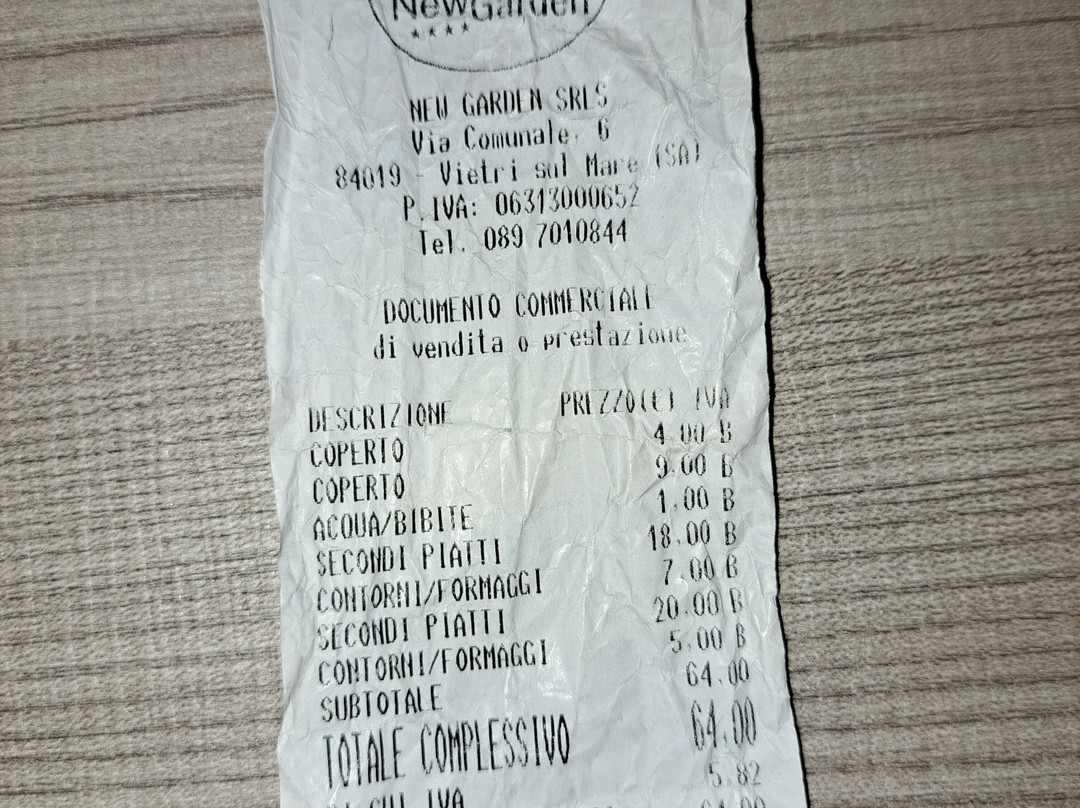 NewGarden
****
NEW GARDEN SRLS
Via Comunale, 6
84019 - Vietri sul Mare (SA)
P.IVA: 06313000652
Tel. 089 7010844
DOCUMENTO COMMERCIALE
di vendita o prestazione
DESCRIZIONE PREZZO(€) IVA
COPERTO 4.00 B
COPERTO 9.00 B
ACQUA/BIBITE 1,00 B
SECONDI PIATTI 18.00 B
CONTORNI/FORMAGGI 7.00 B
SECONDI PIATTI 20.00 B
CONTORNI/FORMAGGI 5.00 B
SUBTOTALE 64.00
TOTALE COMPLESSIVO 64.00
DI CUI IVA 5,82